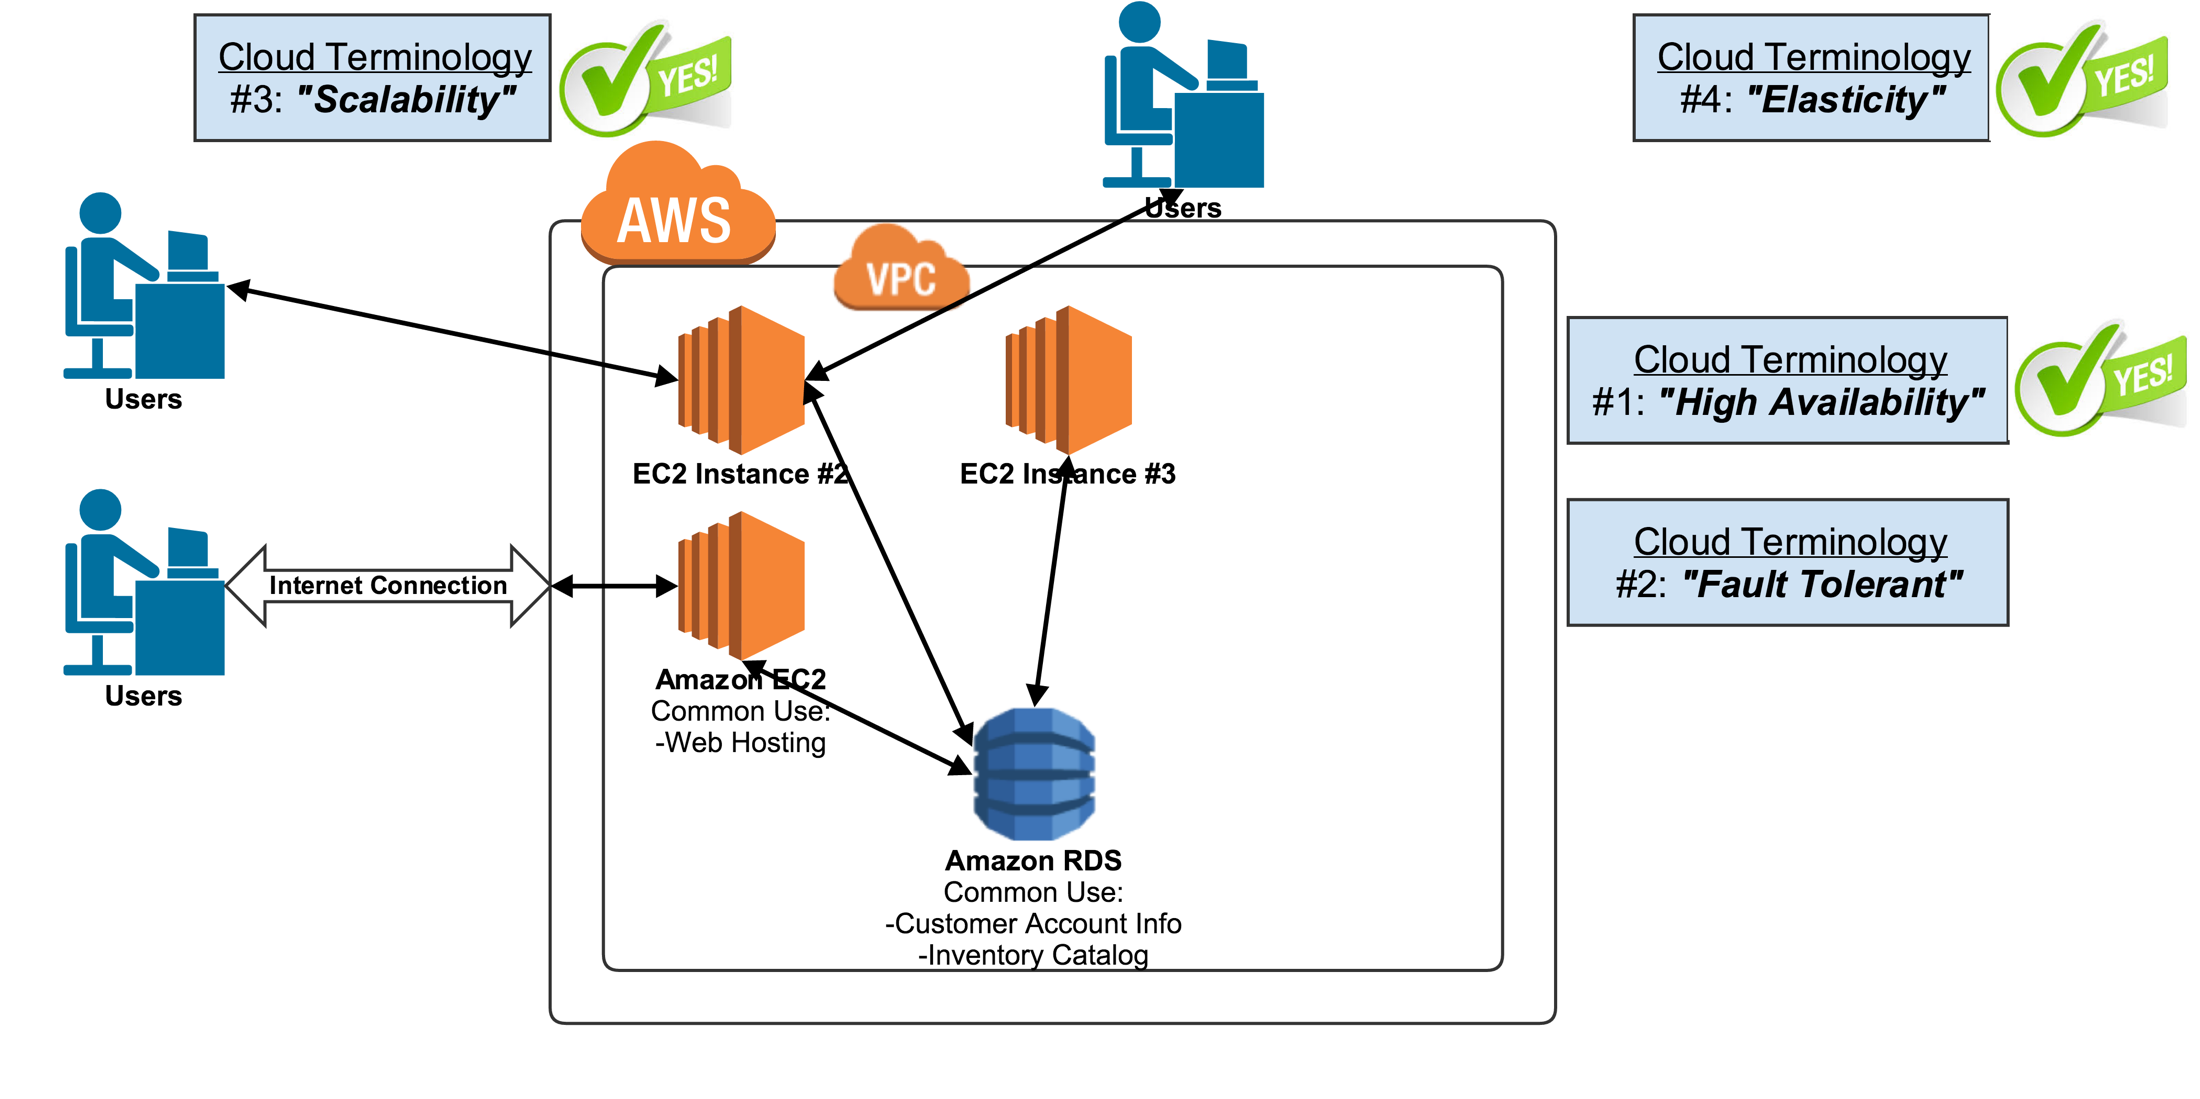 Cloud Terminology
#3: "Scalability"
YES!
Cloud Terminology
#4: "Elasticity"
YES!
Users
AWS
VPC
Users
EC2 Instance #2
EC2 Instance #3
Cloud Terminology
#1: "High Availability"
YES!
Cloud Terminology
#2: "Fault Tolerant"
Internet Connection
Users
Amazon EC2
Common Use:
-Web Hosting
Amazon RDS
Common Use:
-Customer Account Info
-Inventory Catalog